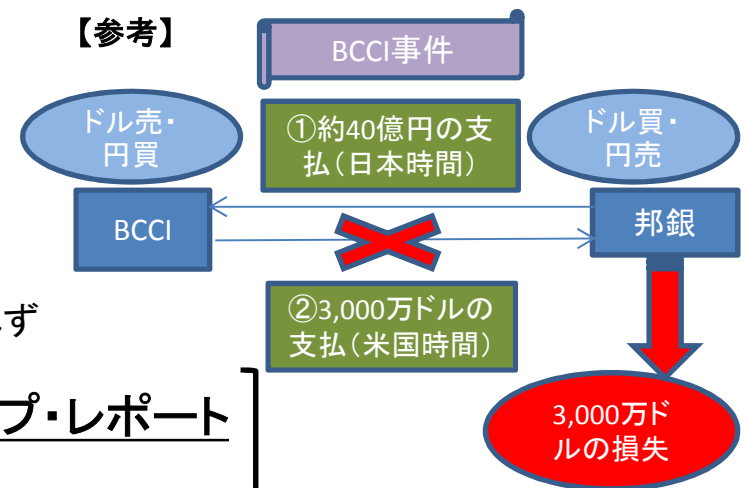 【参考】
BCCI事件
ドル売・
円買
①約40億円の支
払(日本時間)
ドル買・
円売
BCCI
邦銀
②3,000万ドルの
支払(米国時間)
ず
プ・レポート
3,000万ド
ルの損失